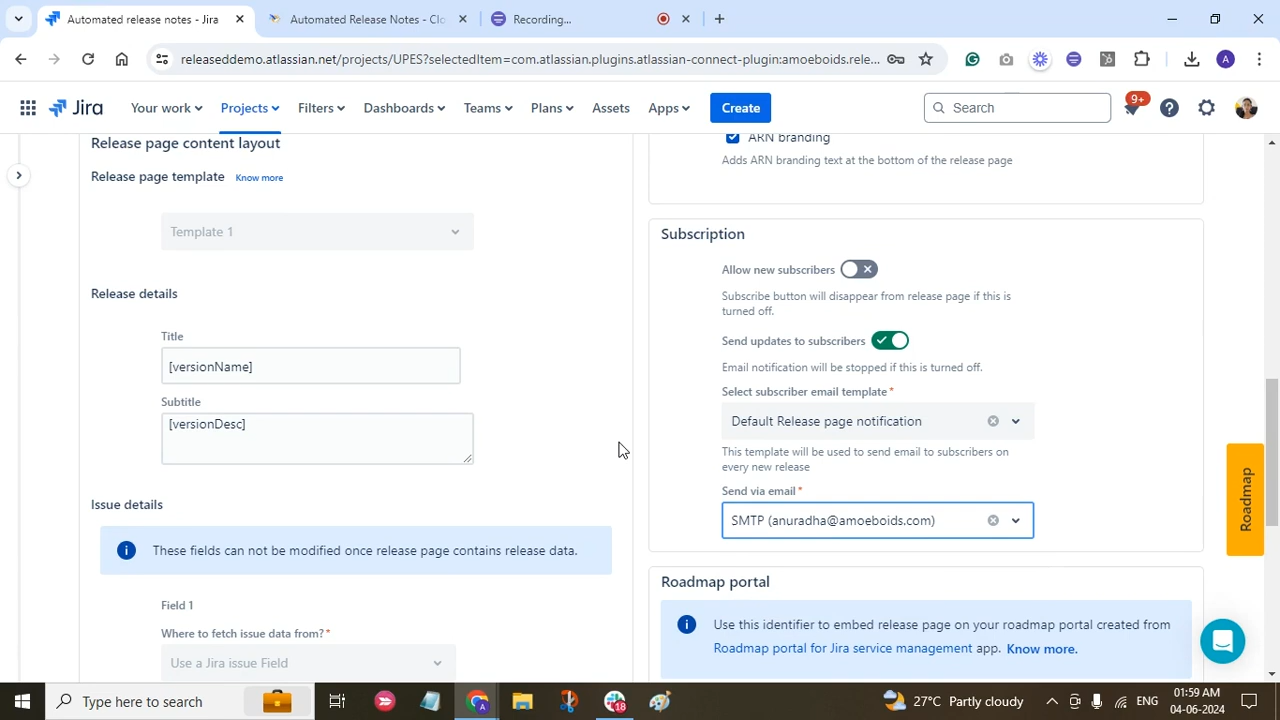 Automated release notes - Jira
Automated Release Notes - Clo
Recording...
releaseddemo.atlassian.net/projects/UPES?selectedItem=com.atlassian.plugins.atlassian-connect-plugin:amoeboids.rele...
A
Jira
Your work
Projects
Filters
Dashboards
Teams
Plans
Assets
Apps
Create
Search
9+
Release page content layout
Release page template Know more
Template 1
Release details
Title
[versionName]
Subtitle
[versionDesc]
Issue details
These fields can not be modified once release page contains release data.
Field 1
Where to fetch issue data from?*
Use a Jira issue Field
ARN branding
Adds ARN branding text at the bottom of the release page
Subscription
Allow new subscribers
Subscribe button will disappear from release page if this is
turned off.
Send updates to subscribers
Email notification will be stopped if this is turned off.
Select subscriber email template*
Default Release page notification
This template will be used to send email to subscribers on
every new release
Send via email*
SMTP (anuradha@amoeboids.com)
Roadmap portal
Use this identifier to embed release page on your roadmap portal created from
Roadmap portal for Jira service management app. Know more.
Roadmap
Type here to search
18
27°C Partly cloudy
ENG
01:59 AM
04-06-2024